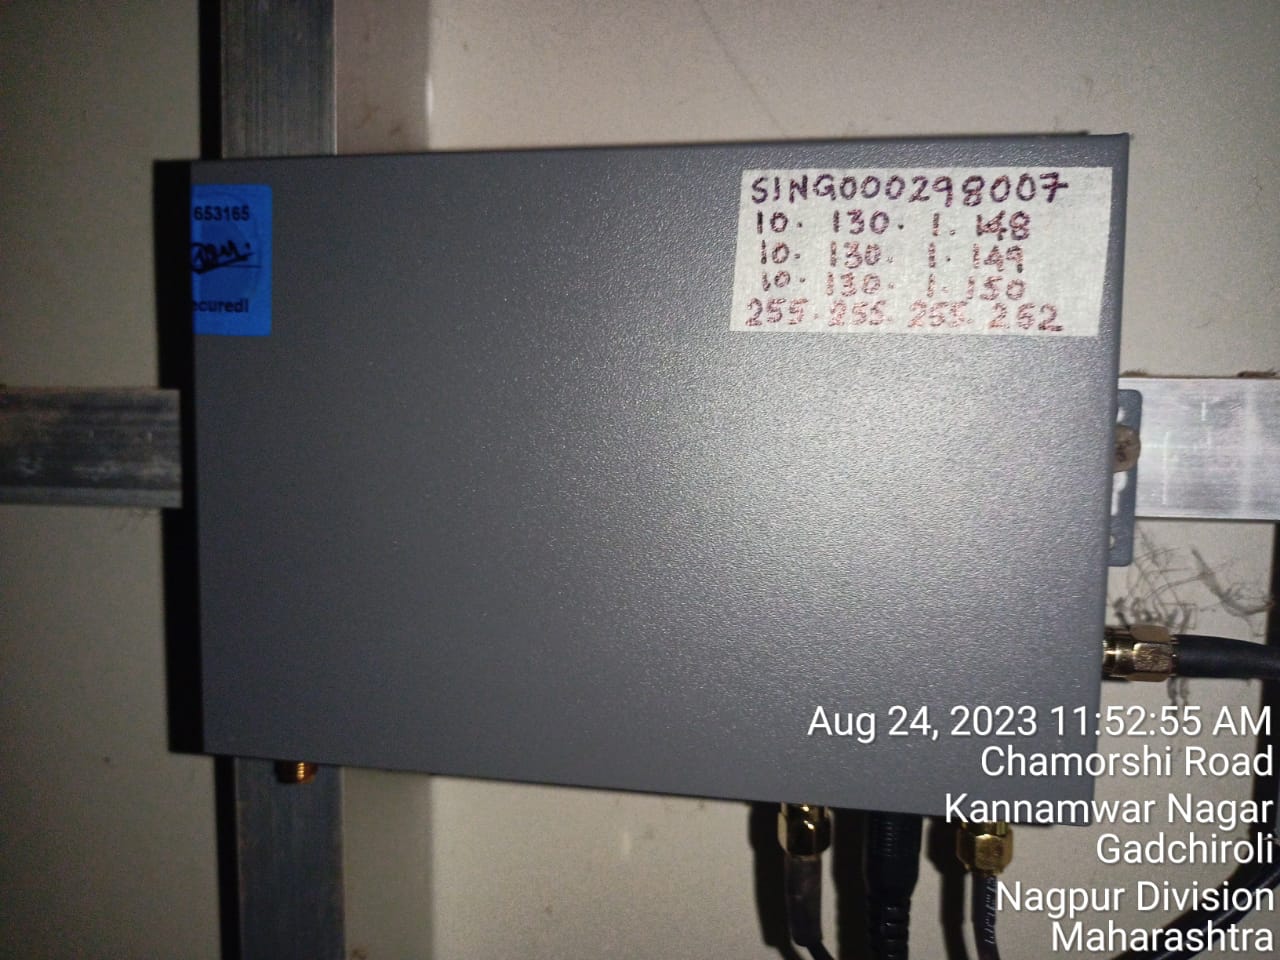 653165
ecured!
SING000298007
10. 130. 1. 148
10. 130. 1. 149
10. 130. 1. 150
255. 255. 255. 252
Aug 24, 2023 11:52:55 AM
Chamorshi Road
Kannamwar Nagar
Gadchiroli
Nagpur Division
Maharashtra